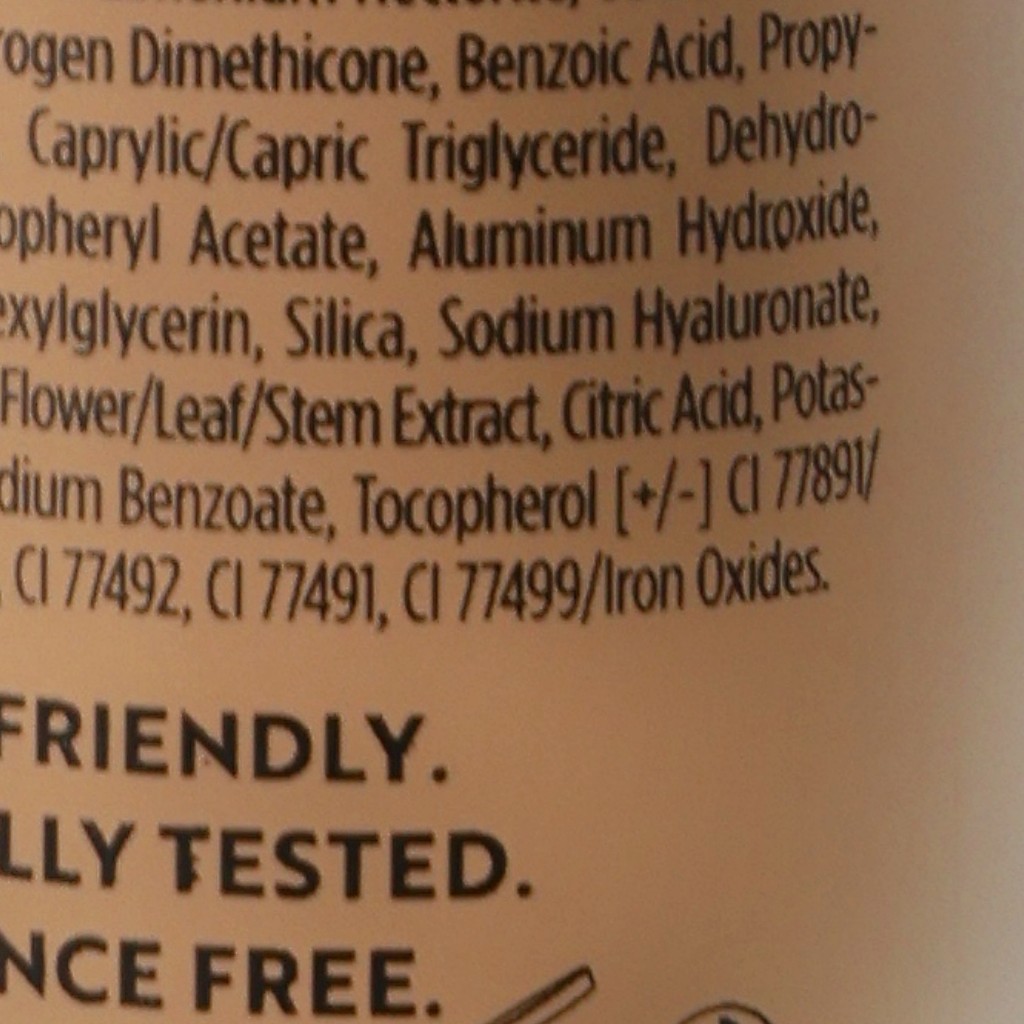 rogen Dimethicone, Benzoic Acid, Propy-
Caprylic/Capric Triglyceride, Dehydro-
opheryl Acetate, Aluminum Hydroxide,
exylglycerin, Silica, Sodium Hyaluronate,
Flower/Leaf/Stem Extract, Citric Acid, Potas-
dium Benzoate, Tocopherol [+/-] CI 77891/
CI 77492, CI 77491, CI 77499/Iron Oxides.
FRIENDLY.
LLY TESTED.
NCE FREE.